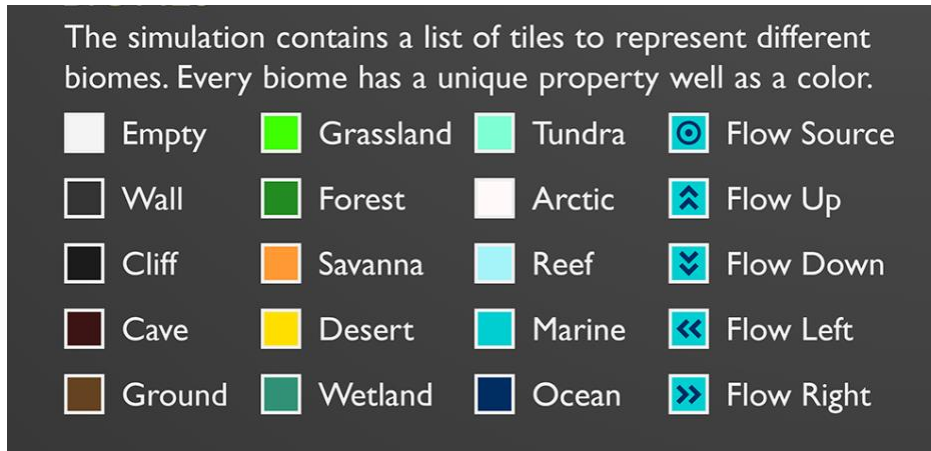 The simulation contains a list of tiles to represent different
biomes. Every biome has a unique property well as a color.
Empty Grassland Tundra Flow Source
Wall Forest Arctic Flow Up
Cliff Savanna Reef Flow Down
Cave Desert Marine Flow Left
Ground Wetland Ocean Flow Right